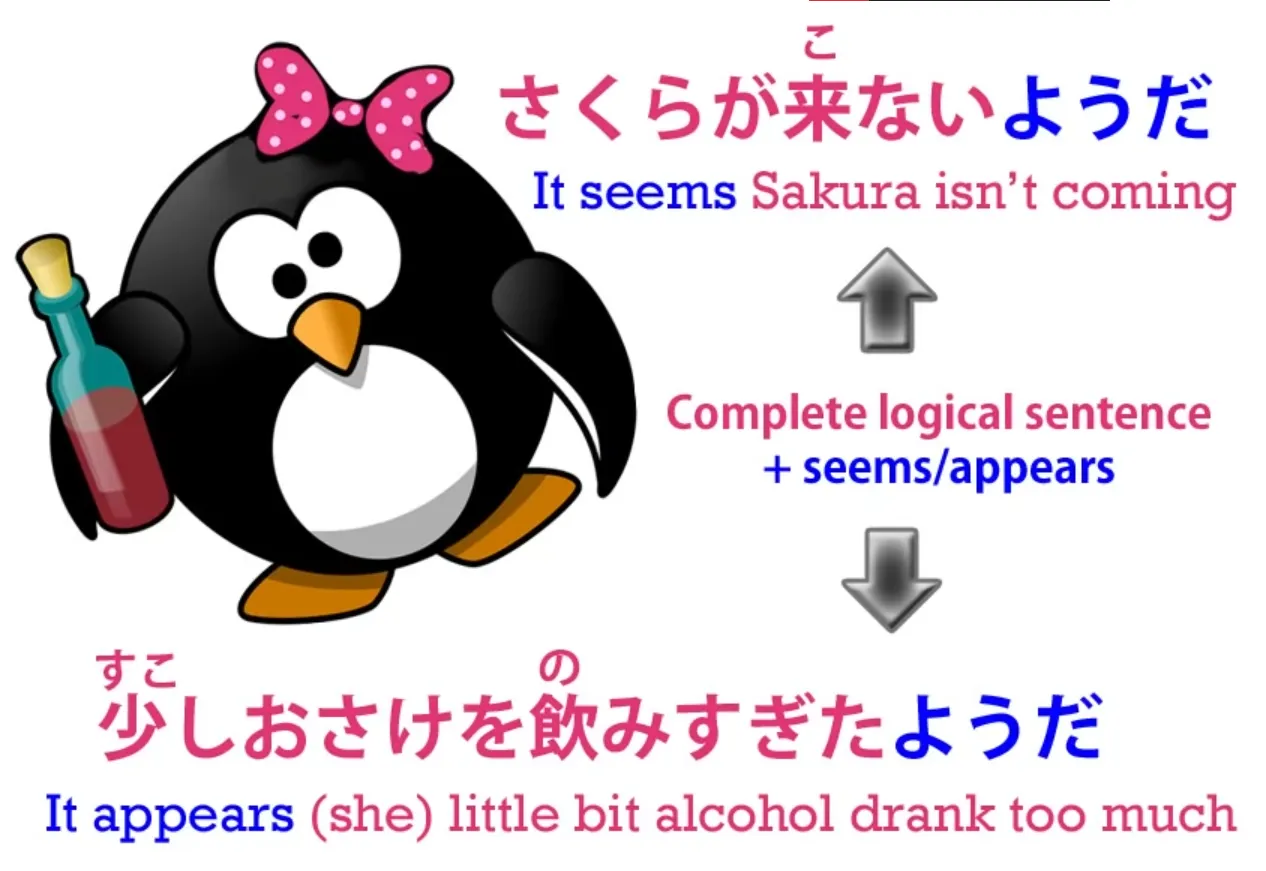 こ
さくらが来ないようだ
It seems Sakura isn't coming
Complete logical sentence
+ seems/appears
すこ の
少しおさけを飲みすぎたようだ
It appears (she) little bit alcohol drank too much